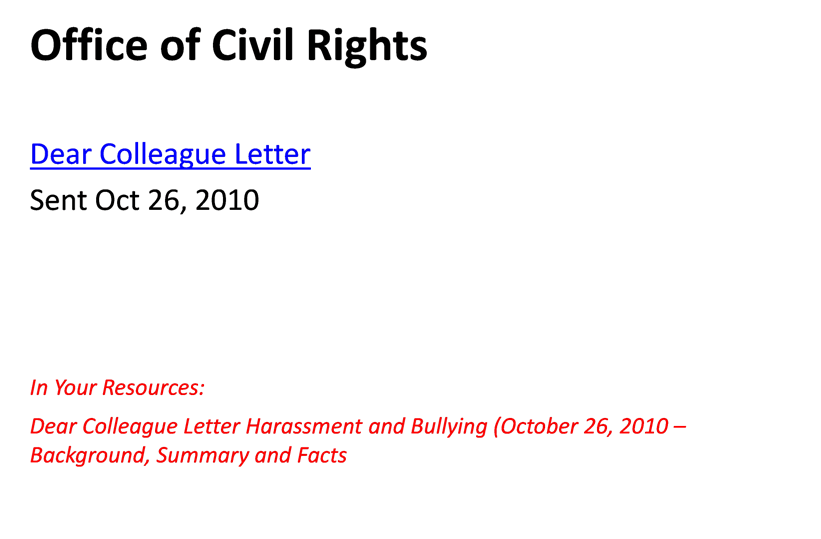 Office of Civil Rights
Dear Colleague Letter
Sent Oct 26, 2010
In Your Resources:
Dear Colleague Letter Harassment and Bullying (October 26, 2010 –
Background, Summary and Facts